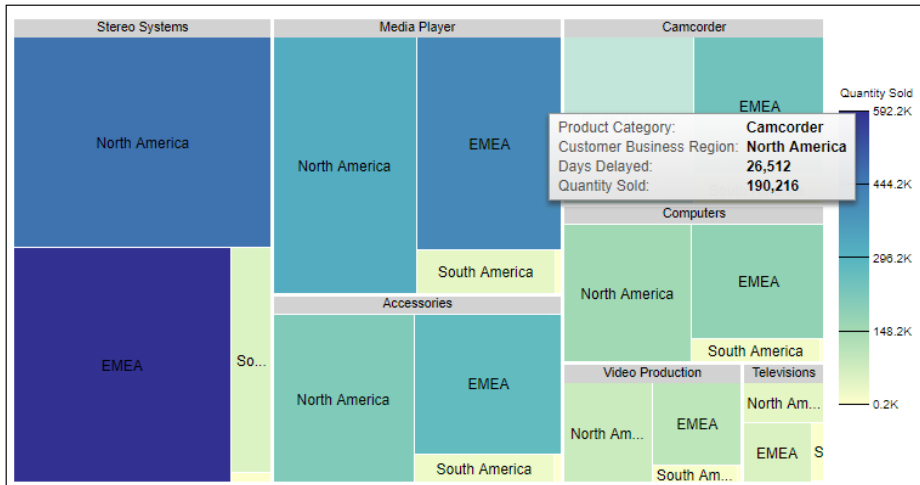 Stereo Systems
Media Player
Camcorder
North America
EMEA
So...
North America
EMEA
South America
EMEA
Product Category: Camcorder
Customer Business Region: North America
Days Delayed: 26,512
Quantity Sold: 190,216
Accessories
North America
EMEA
South America
Computers
North America
EMEA
South America
Video Production
North Am...
EMEA
South Am...
Televisions
North Am...
EMEA
S
Quantity Sold
592.2K
444.2K
296.2K
148.2K
0.2K